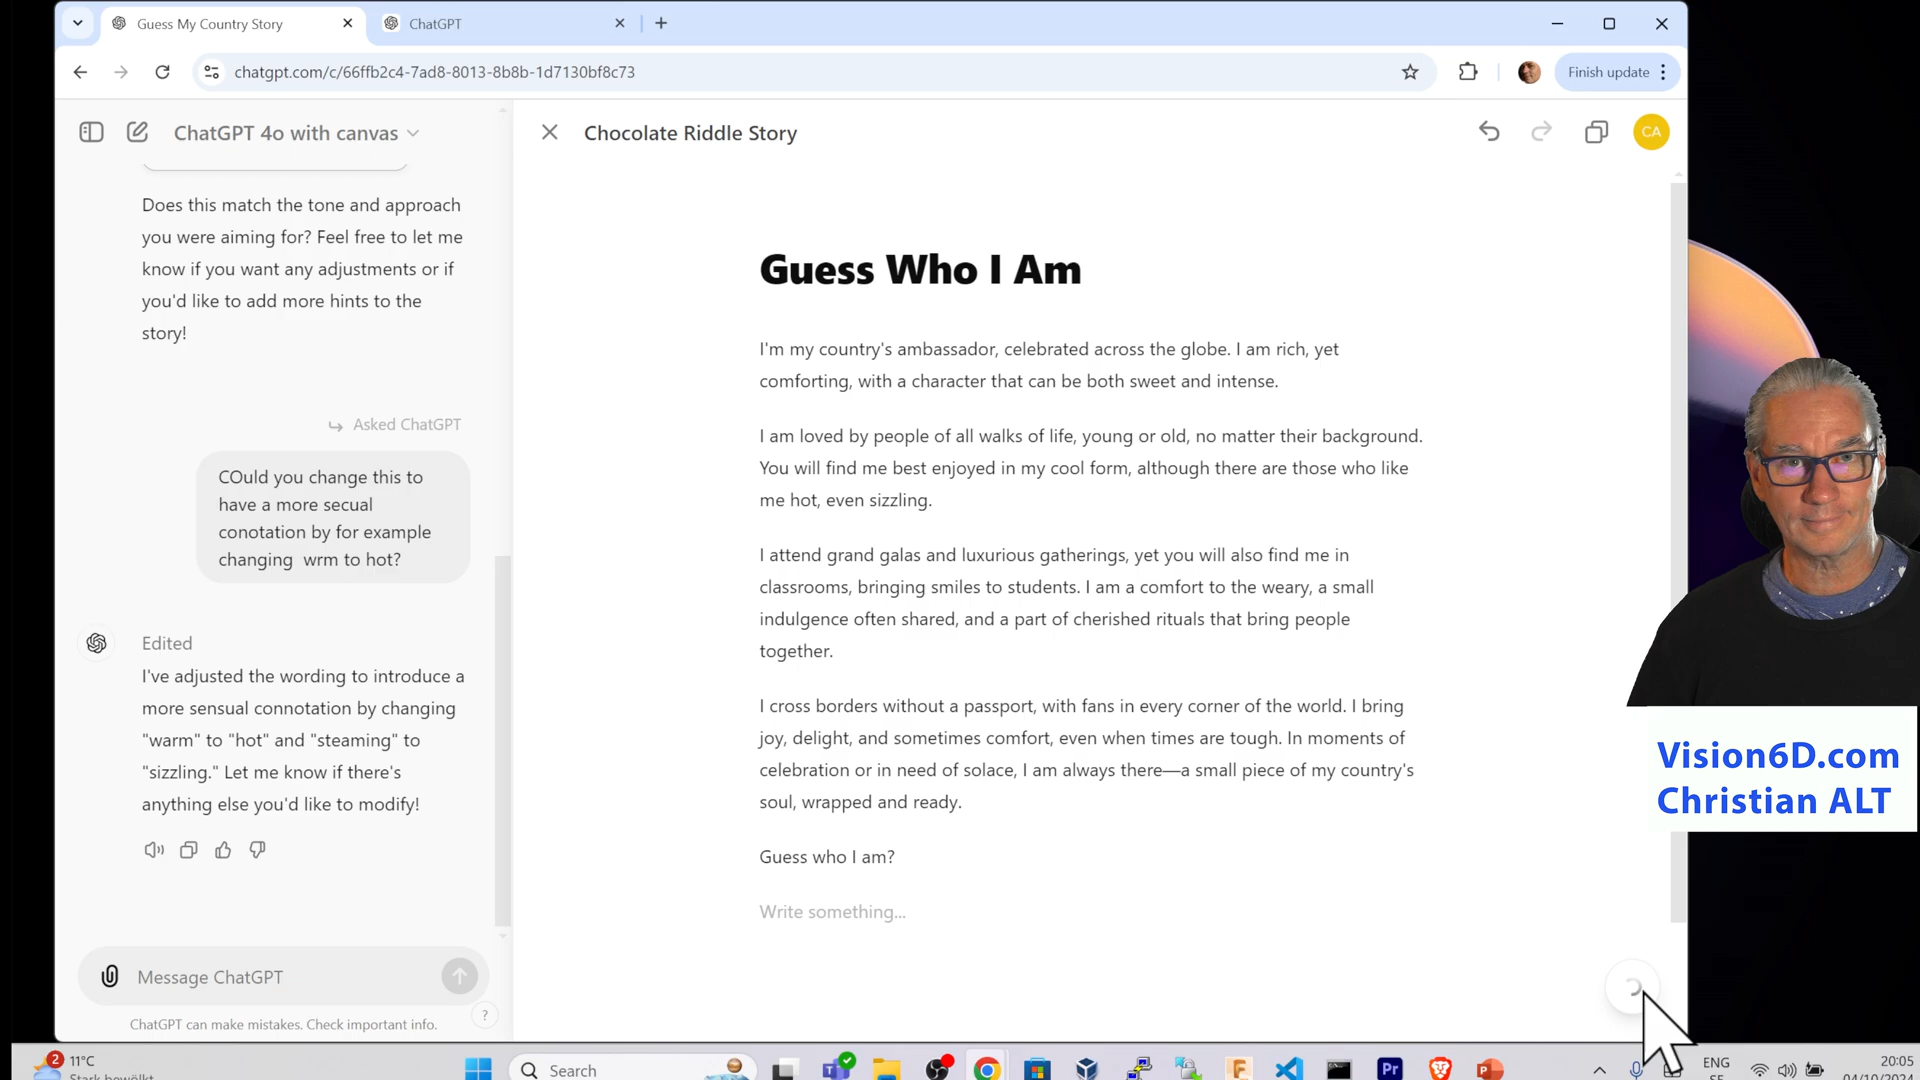 Guess My Country Story
ChatGPT
chatgpt.com/c/66ffb2c4-7ad8-8013-8b8b-1d7130bf8c73
Finish update
ChatGPT 4o with canvas
Chocolate Riddle Story
CA
Does this match the tone and approach
you were aiming for? Feel free to let me
know if you want any adjustments or if
you'd like to add more hints to the
story!
Asked ChatGPT
COuld you change this to
have a more secual
conotation by for example
changing  wrm to hot?
Edited
I've adjusted the wording to introduce a
more sensual connotation by changing
"warm" to "hot" and "steaming" to
"sizzling." Let me know if there's
anything else you'd like to modify!
Message ChatGPT
?
ChatGPT can make mistakes. Check important info.
Guess Who I Am
I'm my country's ambassador, celebrated across the globe. I am rich, yet
comforting, with a character that can be both sweet and intense.
I am loved by people of all walks of life, young or old, no matter their background.
You will find me best enjoyed in my cool form, although there are those who like
me hot, even sizzling.
I attend grand galas and luxurious gatherings, yet you will also find me in
classrooms, bringing smiles to students. I am a comfort to the weary, a small
indulgence often shared, and a part of cherished rituals that bring people
together.
I cross borders without a passport, with fans in every corner of the world. I bring
joy, delight, and sometimes comfort, even when times are tough. In moments of
celebration or in need of solace, I am always there—a small piece of my country's
soul, wrapped and ready.
Guess who I am?
Write something...
Vision6D.com
Christian ALT
2
11°C
Stark bewölkt
Search
F
Pr
P
ENG
20:05
04/10/2024